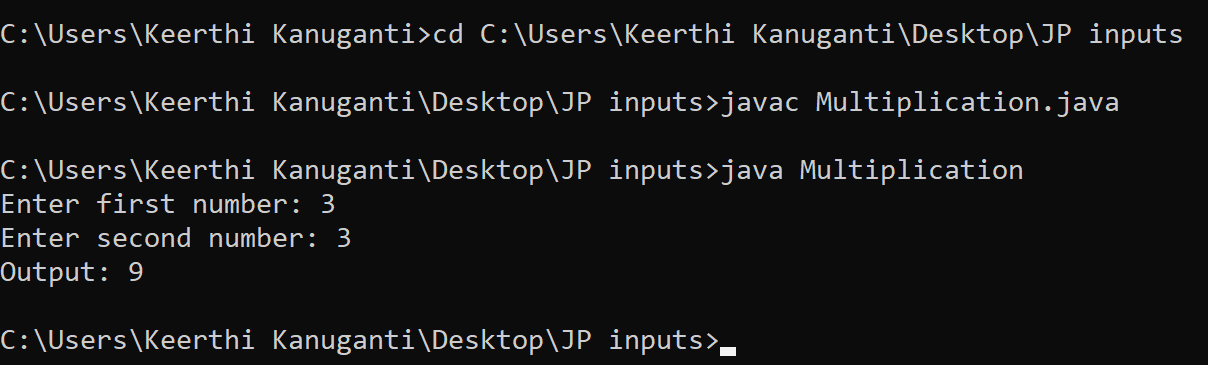 C:\Users\Keerthi Kanuganti>cd C:\Users\Keerthi Kanuganti\Desktop\JP inputs
C:\Users\Keerthi Kanuganti\Desktop\JP inputs>javac Multiplication.java
C:\Users\Keerthi Kanuganti\Desktop\JP inputs>java Multiplication
Enter first number: 3
Enter second number: 3
Output: 9
C:\Users\Keerthi Kanuganti\Desktop\JP inputs>